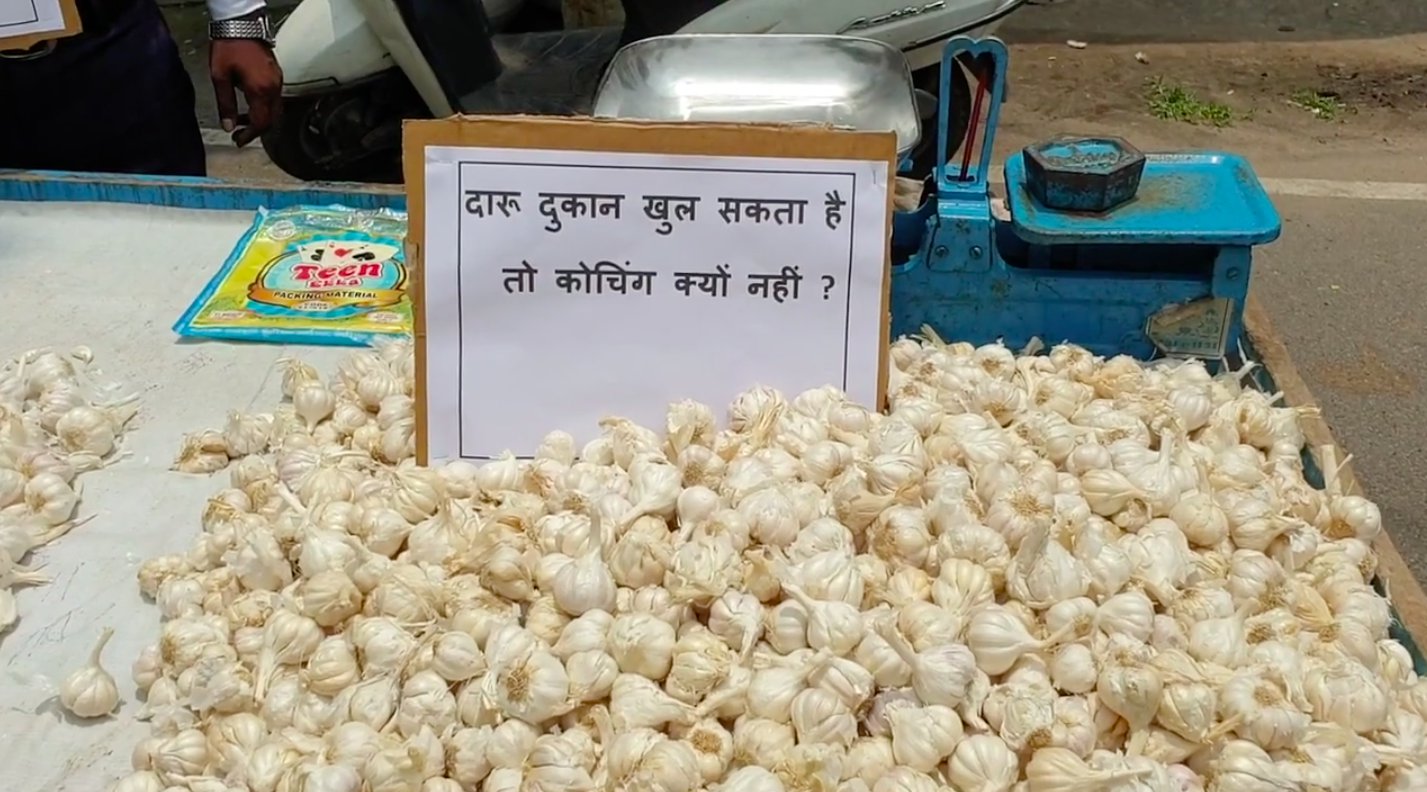 दारू दुकान खुल सकता है
तो कोचिंग क्यों नहीं ?
Teen
EKKa
PACKING MATERIAL